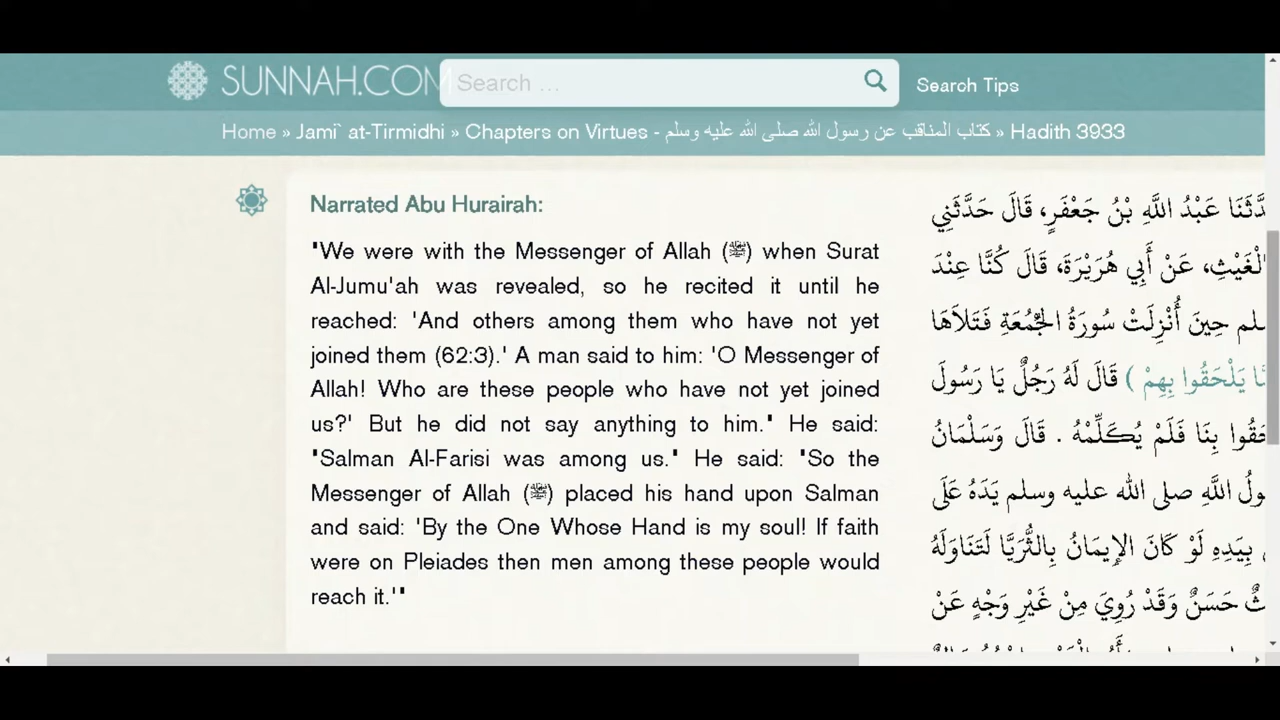 SUNNAH.COM
Search ...
Search Tips
Home » Jami` at-Tirmidhi » Chapters on Virtues - كتاب المناقب عن رسول الله صلى الله عليه وسلم » Hadith 3933
Narrated Abu Hurairah:
"We were with the Messenger of Allah (ﷺ) when Surat
Al-Jumu'ah was revealed, so he recited it until he
reached: 'And others among them who have not yet
joined them (62:3).' A man said to him: 'O Messenger of
Allah! Who are these people who have not yet joined
us?' But he did not say anything to him." He said:
"Salman Al-Farisi was among us." He said: "So the
Messenger of Allah (ﷺ) placed his hand upon Salman
and said: 'By the One Whose Hand is my soul! If faith
were on Pleiades then men among these people would
reach it.'"
عَبْدُ اللَّهِ بْنُ جَعْفَرٍ، قَالَ حَدَّثَنِي
عَنْ أَبِي هُرَيْرَةَ، قَالَ كُنَّا عِنْدَ
حِينَ أُنْزِلَتْ سُورَةُ الْجُمُعَةِ فَتَلاَهَا
يَلْحَقُوا بِهِمْ ‏)‏ قَالَ لَهُ رَجُلٌ يَا رَسُولَ
بِنَا فَلَمْ يُكَلِّمْهُ . قَالَ وَسَلْمَانُ
اللَّهِ صلى الله عليه وسلم يَدَهُ عَلَى
بِيَدِهِ لَوْ كَانَ الإِيمَانُ بِالثُّرَيَّا لَتَنَاوَلَهُ
حَسَنٌ وَقَدْ رُوِيَ مِنْ غَيْرِ وَجْهٍ عَنْ